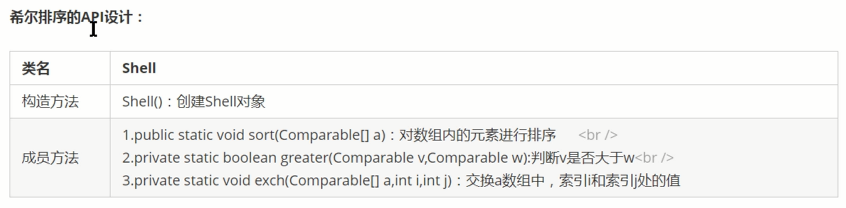 希尔排序的API设计：
类名 Shell
构造方法 Shell()：创建Shell对象
成员方法
1.public static void sort(Comparable[] a)：对数组内的元素进行排序 <br />
2.private static boolean greater(Comparable v,Comparable w):判断v是否大于w<br />
3.private static void exch(Comparable[] a,int i,int j)：交换a数组中，索引i和索引j处的值